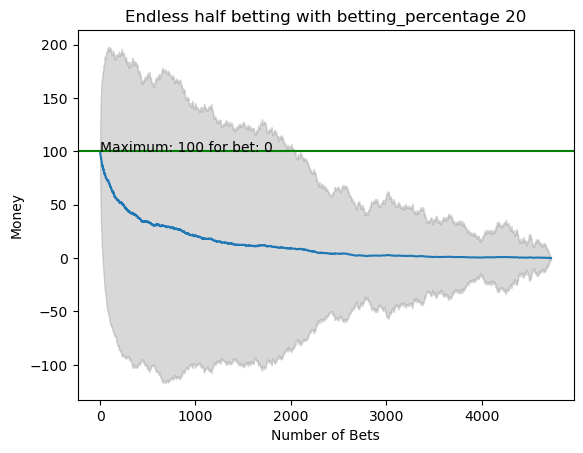 Endless half betting with betting_percentage 20
200
150
100
50
0
−50
−100
Maximum: 100 for bet: 0
Money
0 1000 2000 3000 4000
Number of Bets